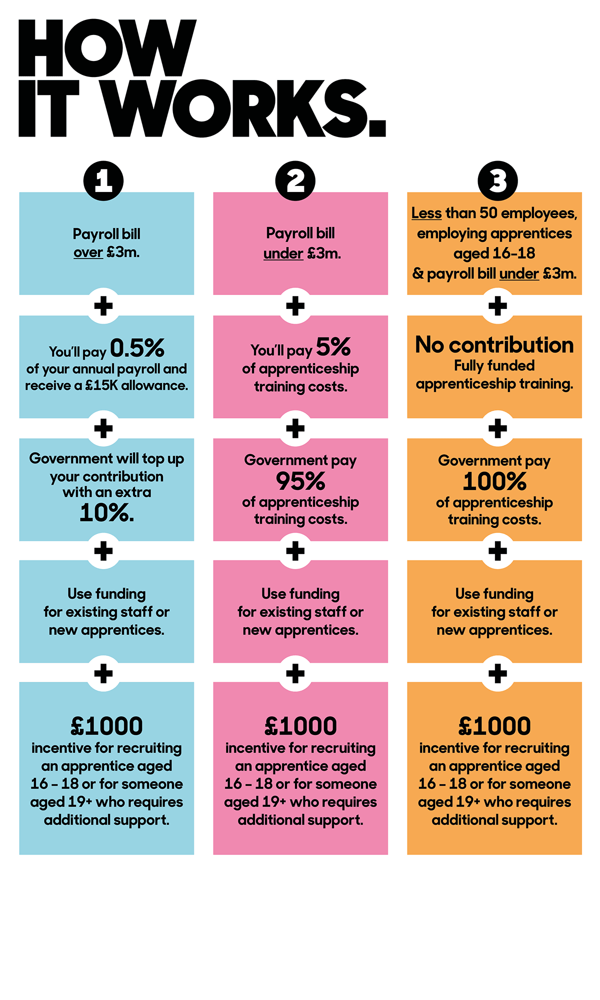 HOW
IT WORKS.
1
Payroll bill
over £3m.
+
You'll pay 0.5%
of your annual payroll and
receive a £15K allowance.
+
Government will top up
your contribution
with an extra
10%.
+
Use funding
for existing staff or
new apprentices.
+
£1000
incentive for recruiting
an apprentice aged
16 – 18 or for someone
aged 19+ who requires
additional support.
2
Payroll bill
under £3m.
+
You'll pay 5%
of apprenticeship
training costs.
+
Government pay
95%
of apprenticeship
training costs.
+
Use funding
for existing staff or
new apprentices.
+
£1000
incentive for recruiting
an apprentice aged
16 – 18 or for someone
aged 19+ who requires
additional support.
3
Less than 50 employees,
employing apprentices
aged 16-18
& payroll bill under £3m.
+
No contribution
Fully funded
apprenticeship training.
+
Government pay
100%
of apprenticeship
training costs.
+
Use funding
for existing staff or
new apprentices.
+
£1000
incentive for recruiting
an apprentice aged
16 – 18 or for someone
aged 19+ who requires
additional support.